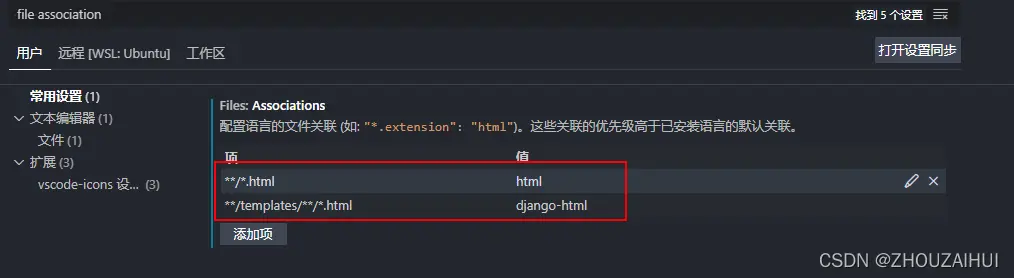 file association
找到 5 个设置
用户 远程 [WSL: Ubuntu] 工作区
打开设置同步
常用设置 (1)
文本编辑器 (1)
文件 (1)
扩展 (3)
vscode-icons 设... (3)
Files: Associations
配置语言的文件关联 (如: "*.extension": "html")。这些关联的优先级高于已安装语言的默认关联。
项 值
**/*.html html
**/templates/**/*.html django-html
添加项
CSDN @ZHOUZAIHUI